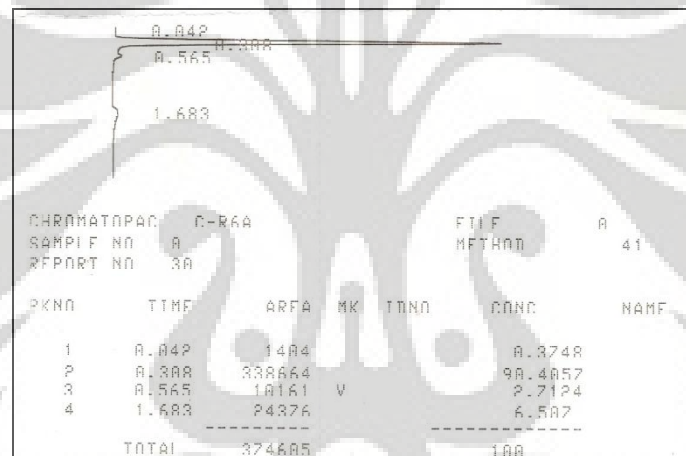 0.042
0.308
0.565
1.683
CHROMATOPAC C-R6A FILE 0
SAMPLE NO 0 METHOD 41
REPORT NO 30
PKNO TIME AREA MK IDNO CONC NAME
1 0.042 1404 0.3748
2 0.308 338664 90.4057
3 0.565 10161 V 2.7124
4 1.683 24376 6.507
TOTAL 374605 100